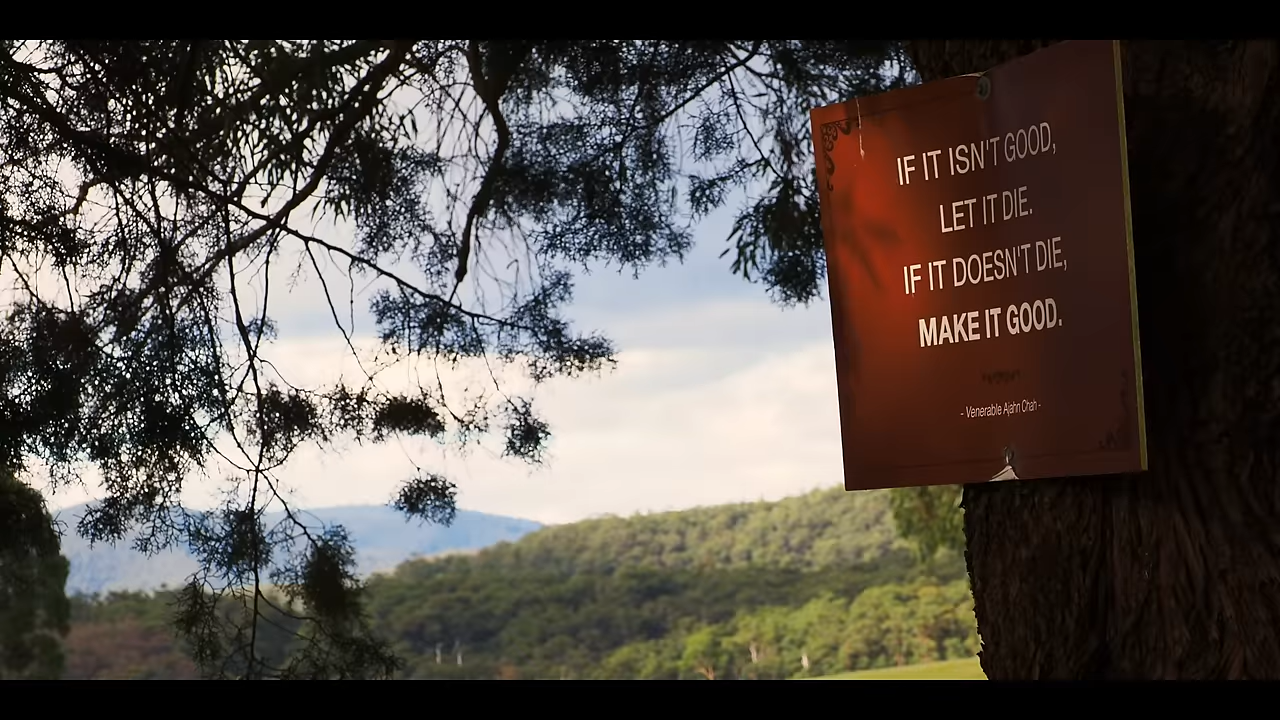 IF IT ISN'T GOOD,
LET IT DIE.
IF IT DOESN'T DIE,
MAKE IT GOOD.
- Venerable Ajahn Chah -